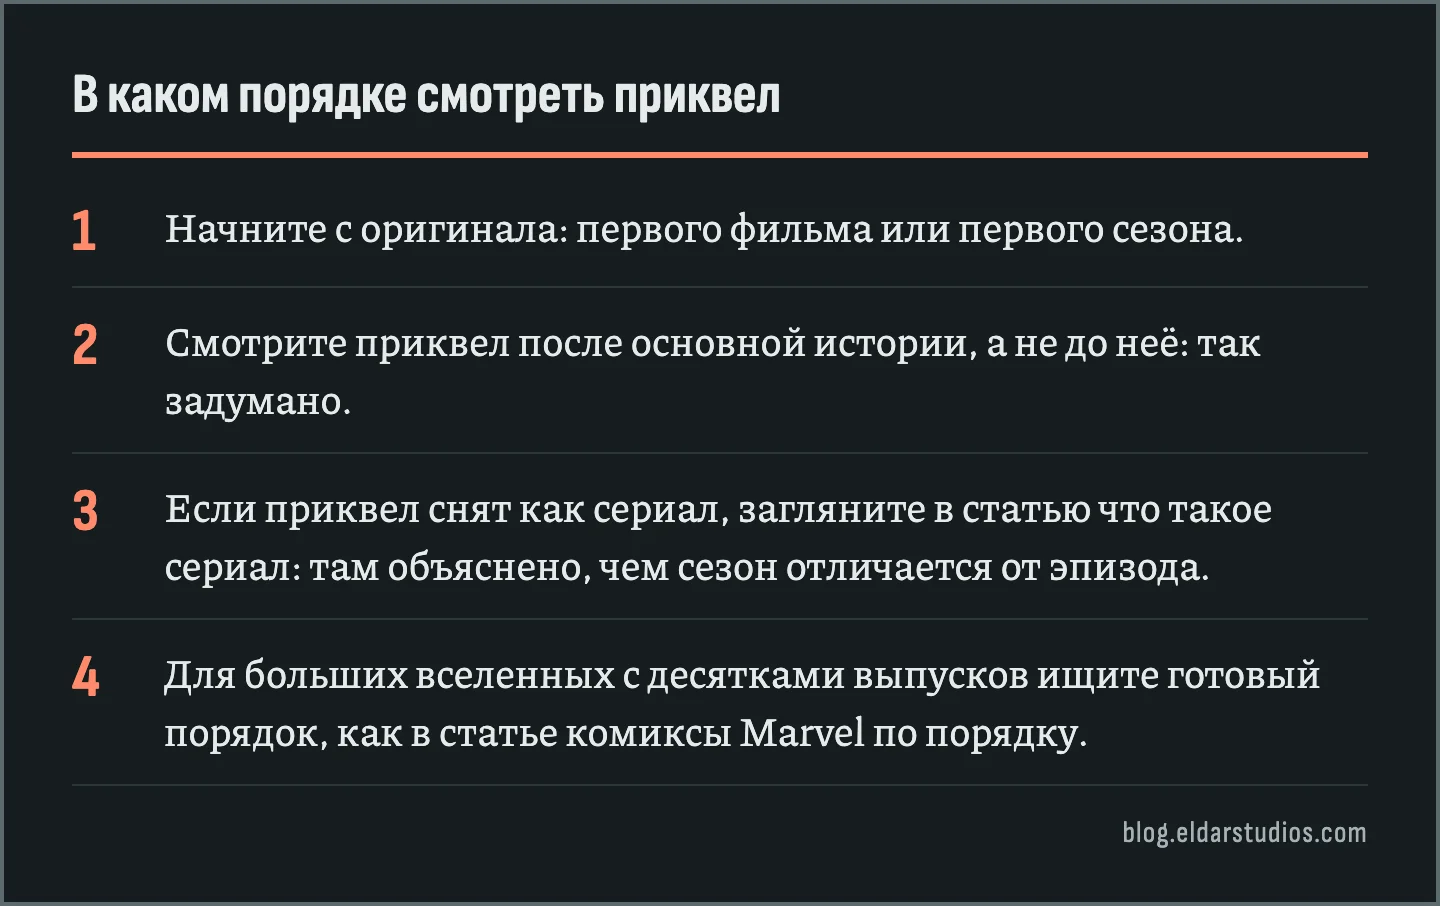 В каком порядке смотреть приквел
1 Начните с оригинала: первого фильма или первого сезона.
2 Смотрите приквел после основной истории, а не до неё: так
задумано.
3 Если приквел снят как сериал, загляните в статью что такое
сериал: там объяснено, чем сезон отличается от эпизода.
4 Для больших вселенных с десятками выпусков ищите готовый
порядок, как в статье комиксы Marvel по порядку.
blog.eldarstudios.com